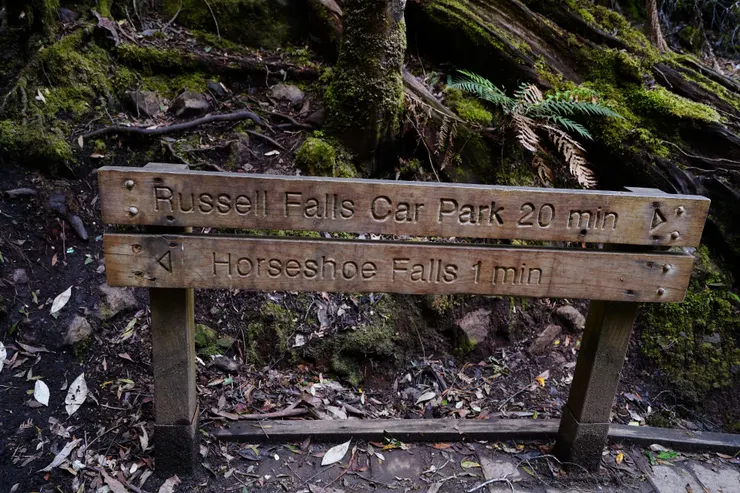 Russell Falls Car Park 20 min
Horseshoe Falls 1 min